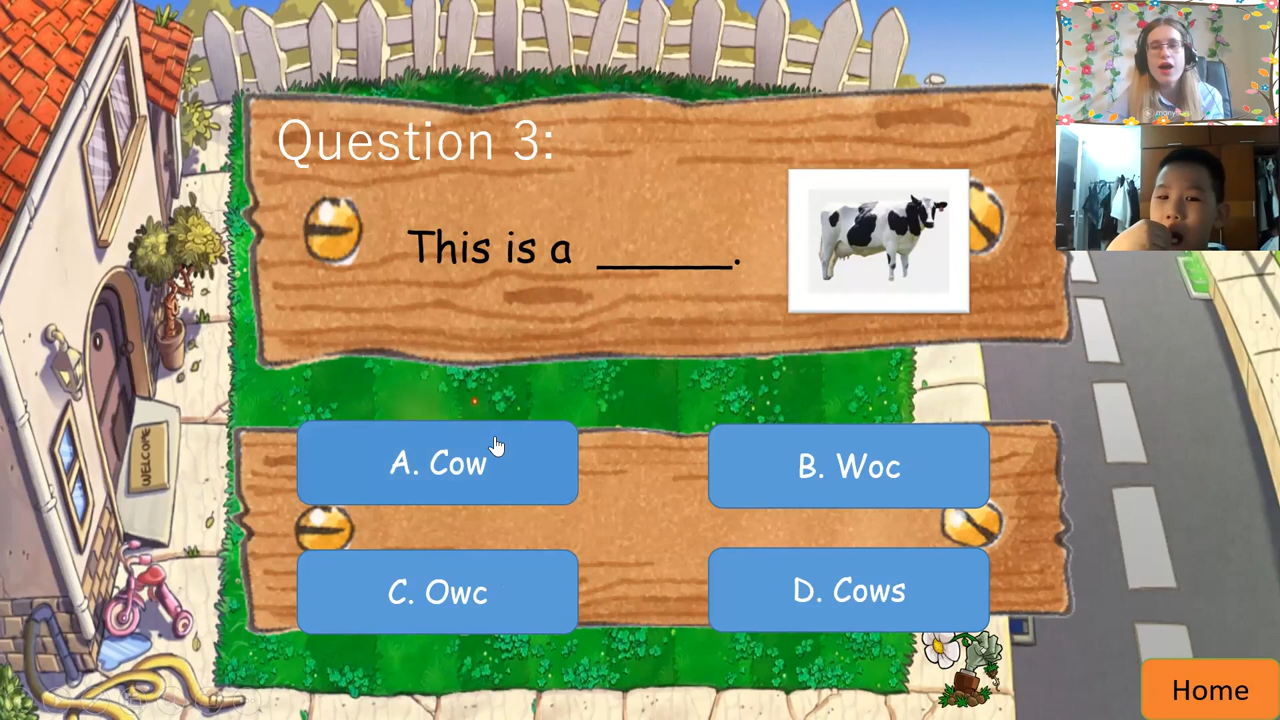 Question 3:
This is a ______.
A. Cow
B. Woc
C. Owc
D. Cows
WELCOME
Home